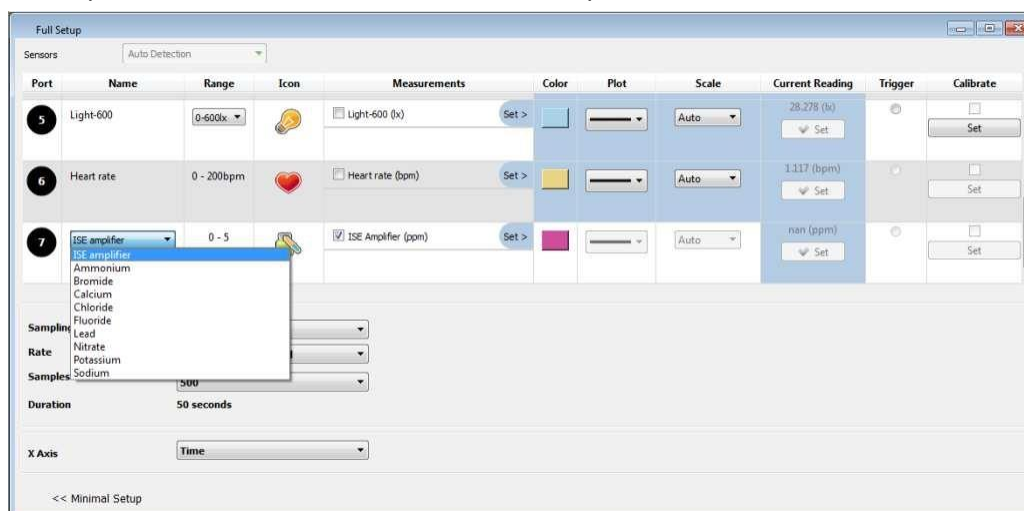 Full Setup
Sensors Auto Detection
Port Name Range Icon Measurements Color Plot Scale Current Reading Trigger Calibrate
5 Light-600 0-600lx Light-600 (lx) Set > Auto 28.278 (lx)
Set Set
6 Heart rate 0 - 200bpm Heart rate (bpm) Set > Auto 1.117 (bpm)
Set Set
7 ISE amplifier 0 - 5 ISE Amplifier (ppm) Set > Auto nan (ppm)
Set Set
ISE amplifier
Ammonium
Bromide
Calcium
Chloride
Fluoride
Lead
Nitrate
Potassium
Sodium
Sampling
Rate
Samples 500
Duration 50 seconds
X Axis Time
<< Minimal Setup